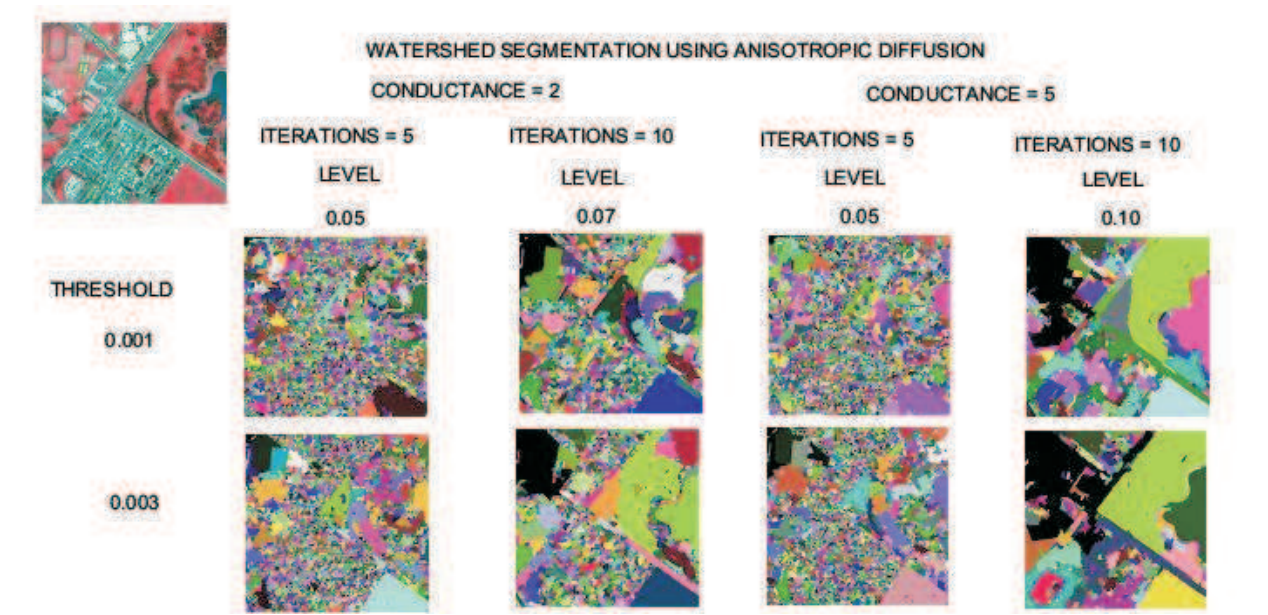 WATERSHED SEGMENTATION USING ANISOTROPIC DIFFUSION
CONDUCTANCE = 2 CONDUCTANCE = 5
ITERATIONS = 5 ITERATIONS = 10 ITERATIONS = 5 ITERATIONS = 10
LEVEL LEVEL LEVEL LEVEL
0.05 0.07 0.05 0.10
THRESHOLD
0.001
0.003